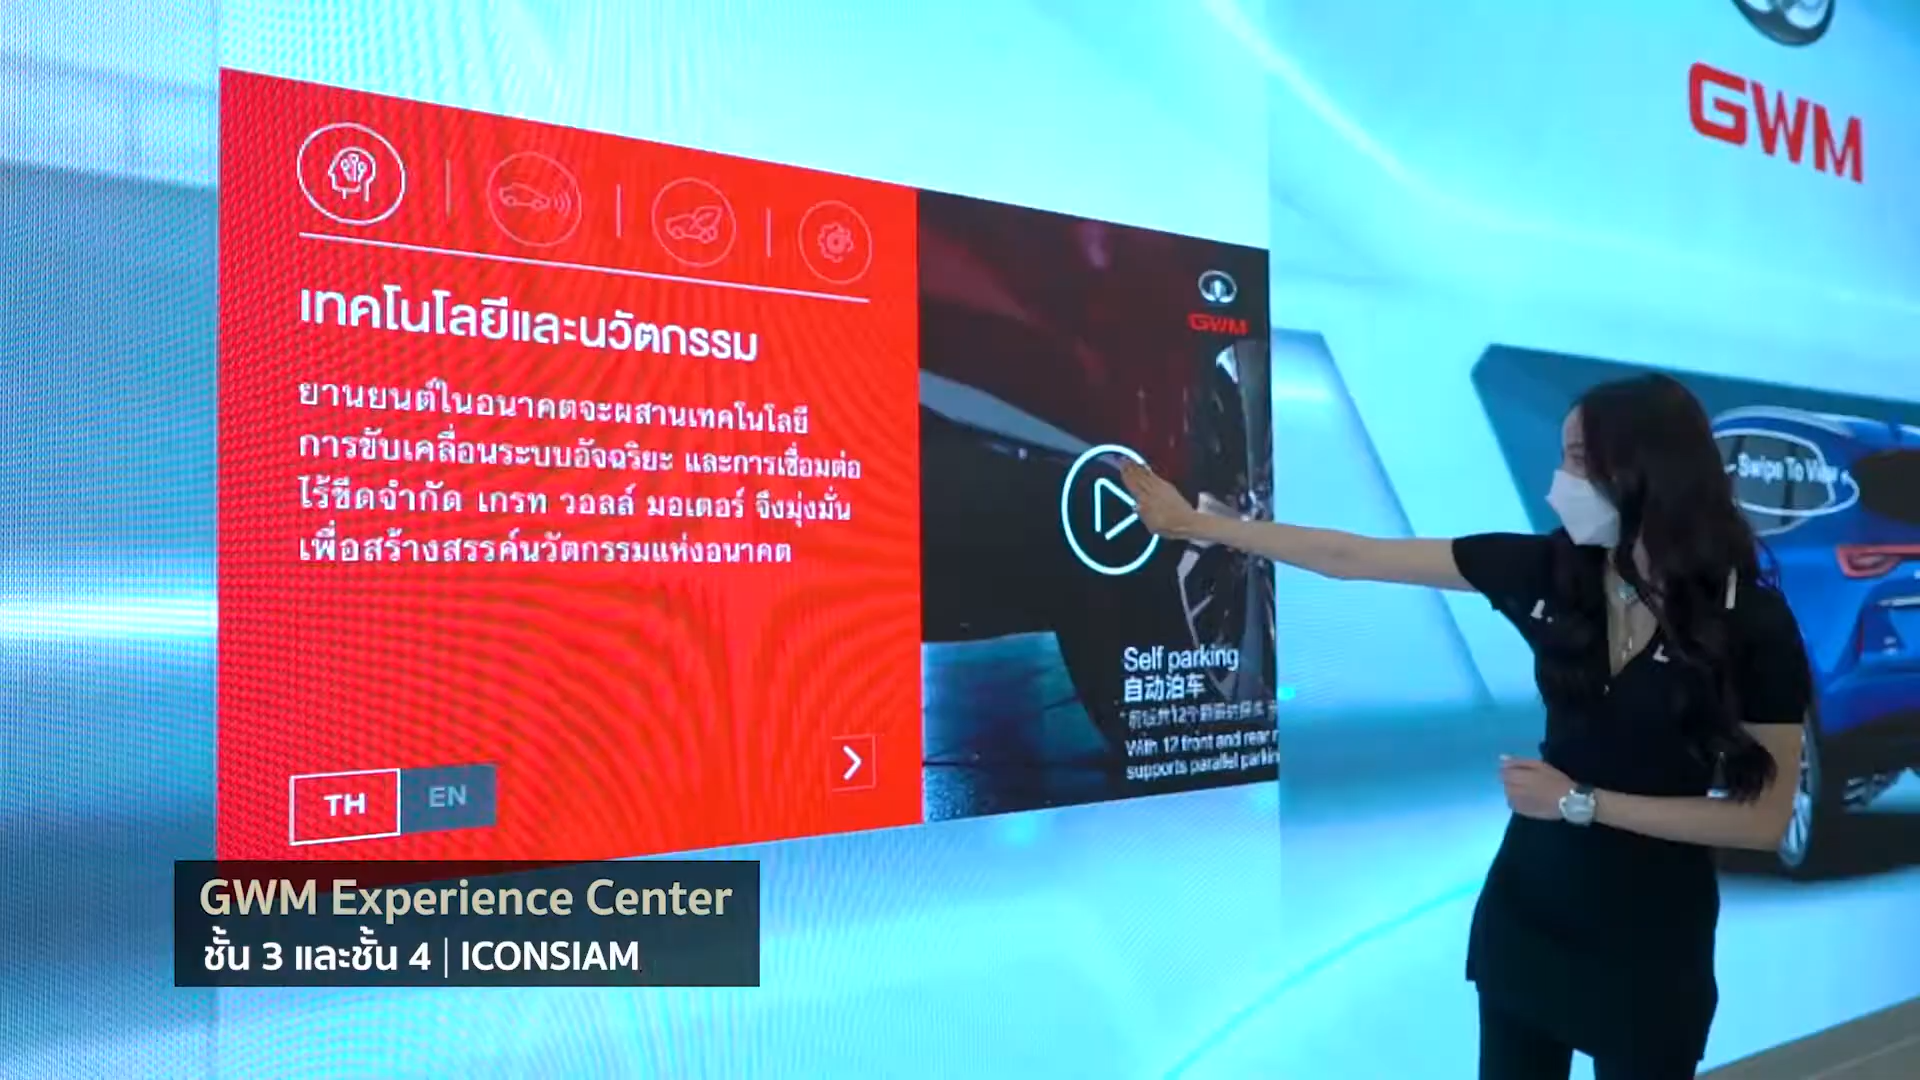 GWM
เทคโนโลยีและนวัตกรรม
ยานยนต์ในอนาคตจะผสานเทคโนโลยี
การขับเคลื่อนระบบอัจฉริยะ และการเชื่อมต่อ
ไร้ขีดจำกัด เกรท วอลล์ มอเตอร์ จึงมุ่งมั่น
เพื่อสร้างสรรค์นวัตกรรมแห่งอนาคต
TH EN
GWM
Self parking
自动泊车
With 12 front and rear
supports parallel parkin
Swipe To View
GWM Experience Center
ชั้น 3 และชั้น 4 | ICONSIAM